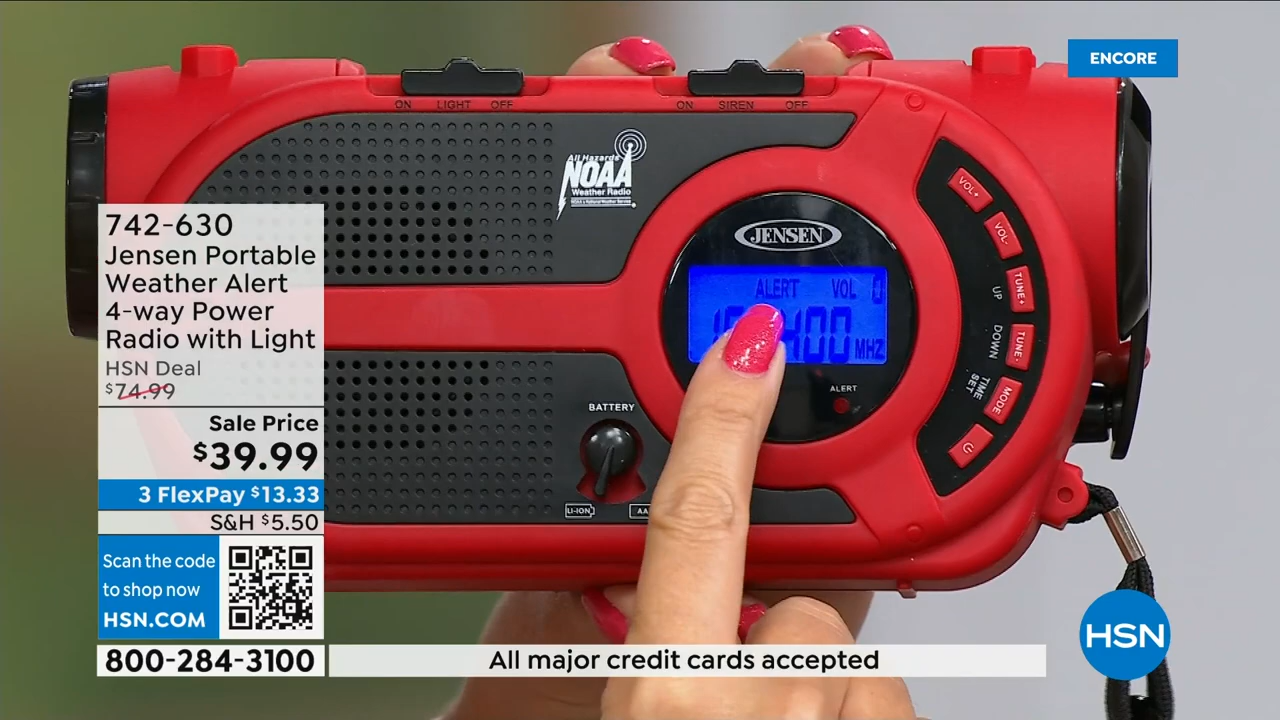 ENCORE
ON LIGHT OFF
ON SIREN OFF
All Hazards
NOAA
Weather Radio
JENSEN
ALERT VOL 0
MHZ
ALERT
VOL+
VOL-
TUNE+
UP
TUNE-
DOWN
MODE
TIME SET
BATTERY
LI-ION
AA
742-630
Jensen Portable
Weather Alert
4-way Power
Radio with Light
HSN Deal
$74.99
Sale Price
$39.99
3 FlexPay $13.33
S&H $5.50
Scan the code
to shop now
HSN.COM
800-284-3100
All major credit cards accepted
HSN